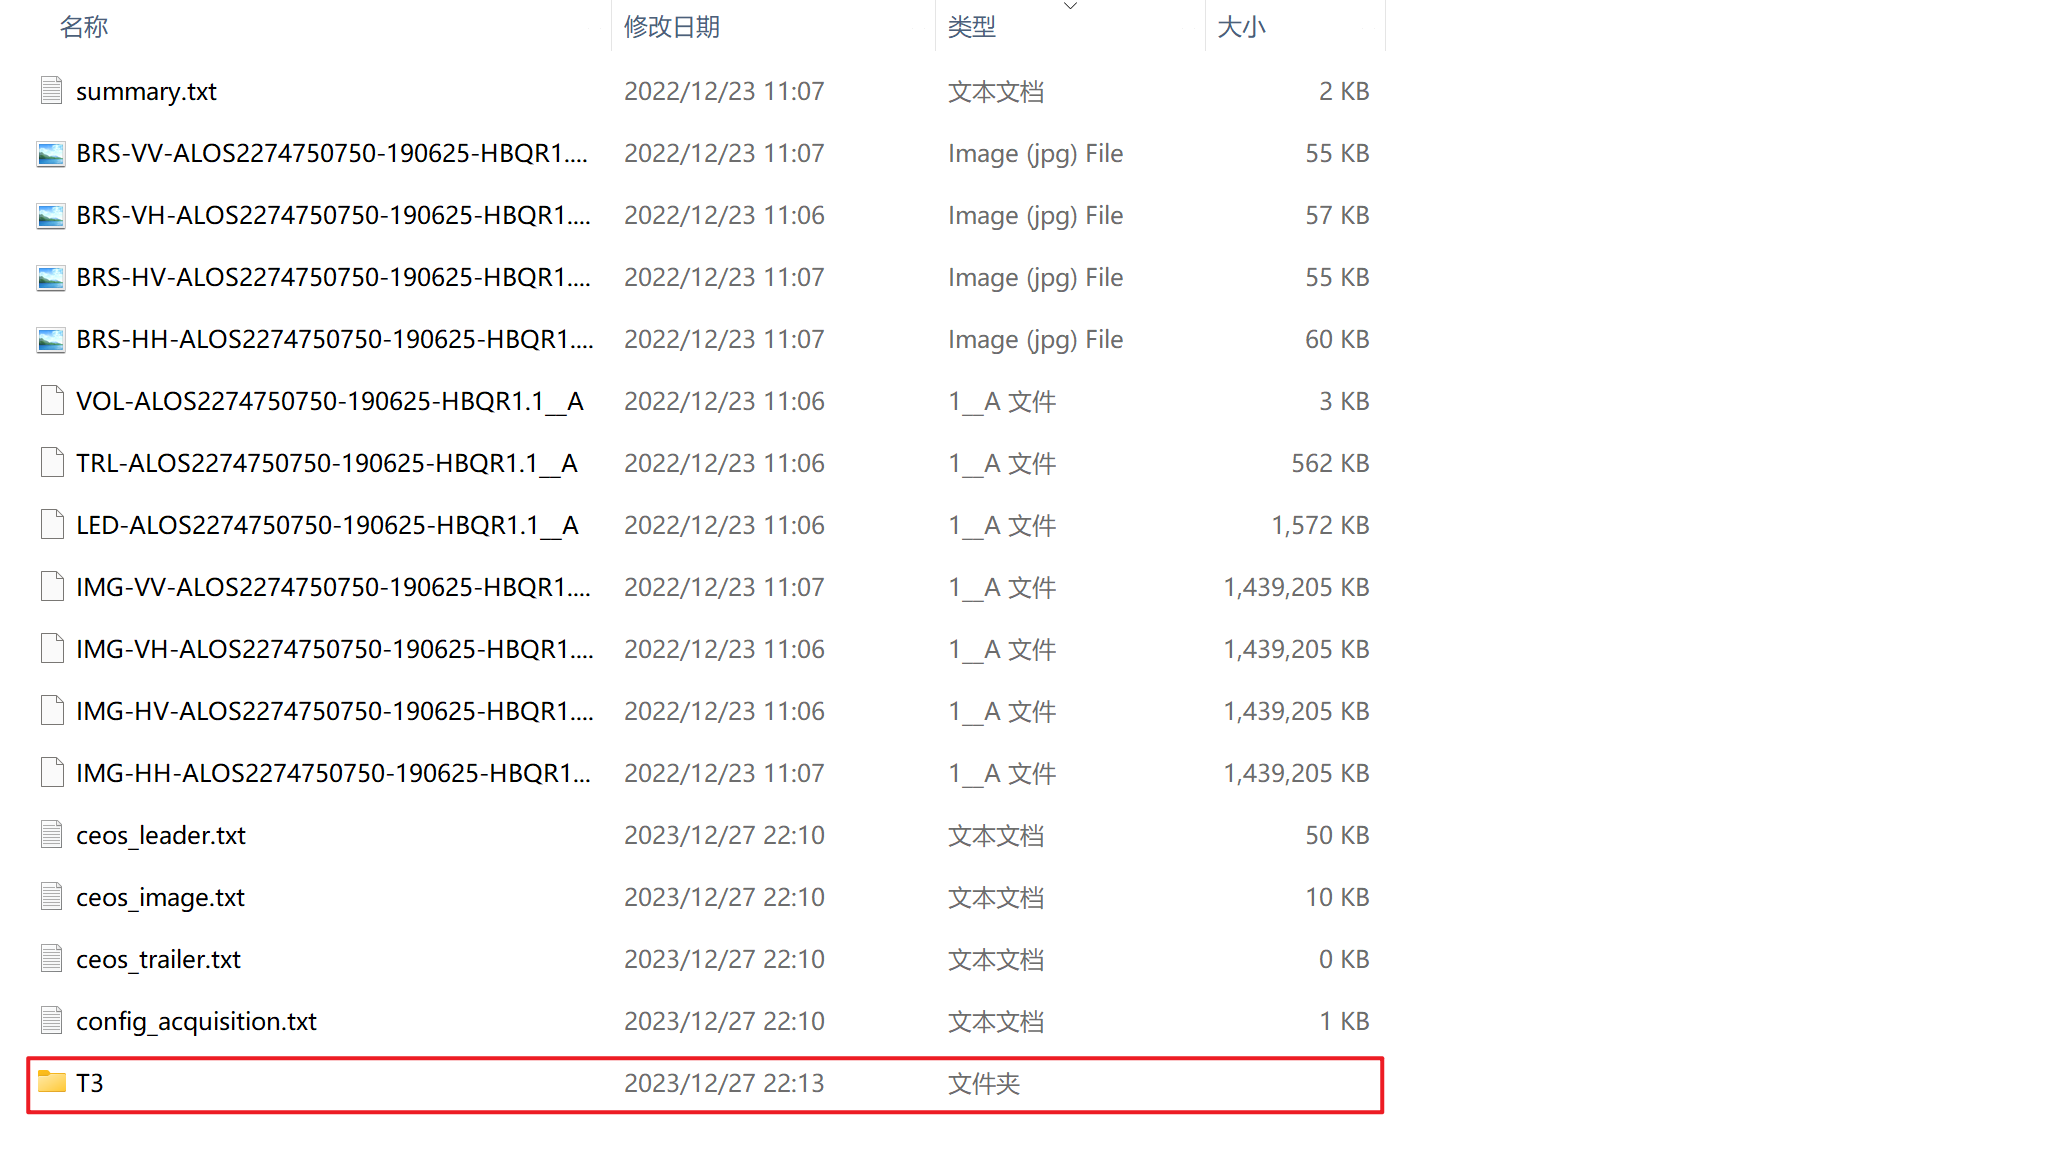 名称 修改日期 类型 大小
summary.txt 2022/12/23 11:07 文本文档 2 KB
BRS-VV-ALOS2274750750-190625-HBQR1.... 2022/12/23 11:07 Image (jpg) File 55 KB
BRS-VH-ALOS2274750750-190625-HBQR1.... 2022/12/23 11:06 Image (jpg) File 57 KB
BRS-HV-ALOS2274750750-190625-HBQR1.... 2022/12/23 11:07 Image (jpg) File 55 KB
BRS-HH-ALOS2274750750-190625-HBQR1.... 2022/12/23 11:07 Image (jpg) File 60 KB
VOL-ALOS2274750750-190625-HBQR1.1__A 2022/12/23 11:06 1__A 文件 3 KB
TRL-ALOS2274750750-190625-HBQR1.1__A 2022/12/23 11:06 1__A 文件 562 KB
LED-ALOS2274750750-190625-HBQR1.1__A 2022/12/23 11:06 1__A 文件 1,572 KB
IMG-VV-ALOS2274750750-190625-HBQR1.... 2022/12/23 11:07 1__A 文件 1,439,205 KB
IMG-VH-ALOS2274750750-190625-HBQR1.... 2022/12/23 11:06 1__A 文件 1,439,205 KB
IMG-HV-ALOS2274750750-190625-HBQR1.... 2022/12/23 11:06 1__A 文件 1,439,205 KB
IMG-HH-ALOS2274750750-190625-HBQR1... 2022/12/23 11:07 1__A 文件 1,439,205 KB
ceos_leader.txt 2023/12/27 22:10 文本文档 50 KB
ceos_image.txt 2023/12/27 22:10 文本文档 10 KB
ceos_trailer.txt 2023/12/27 22:10 文本文档 0 KB
config_acquisition.txt 2023/12/27 22:10 文本文档 1 KB
T3 2023/12/27 22:13 文件夹